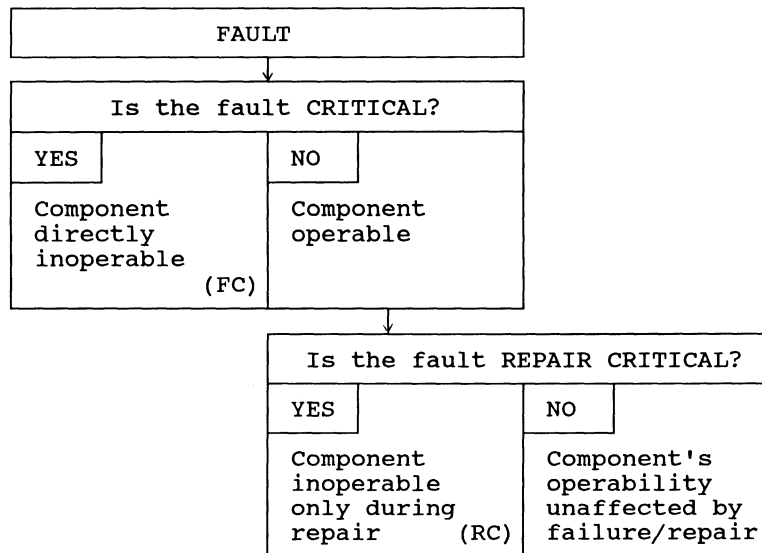 FAULT
Is the fault CRITICAL?
YES
Component
directly
inoperable
(FC)
NO
Component
operable
Is the fault REPAIR CRITICAL?
YES
Component
inoperable
only during
repair (RC)
NO
Component's
operability
unaffected by
failure/repair